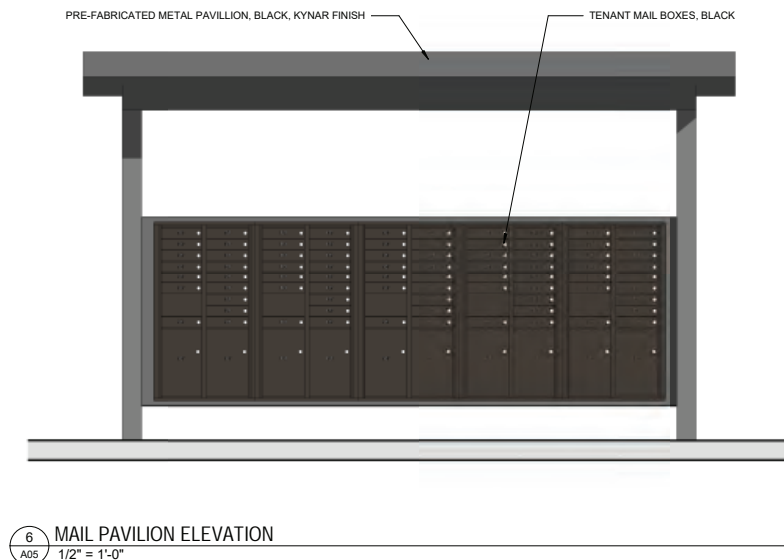 PRE-FABRICATED METAL PAVILLION, BLACK, KYNAR FINISH
TENANT MAIL BOXES, BLACK
6
A05
MAIL PAVILION ELEVATION
1/2" = 1'-0"